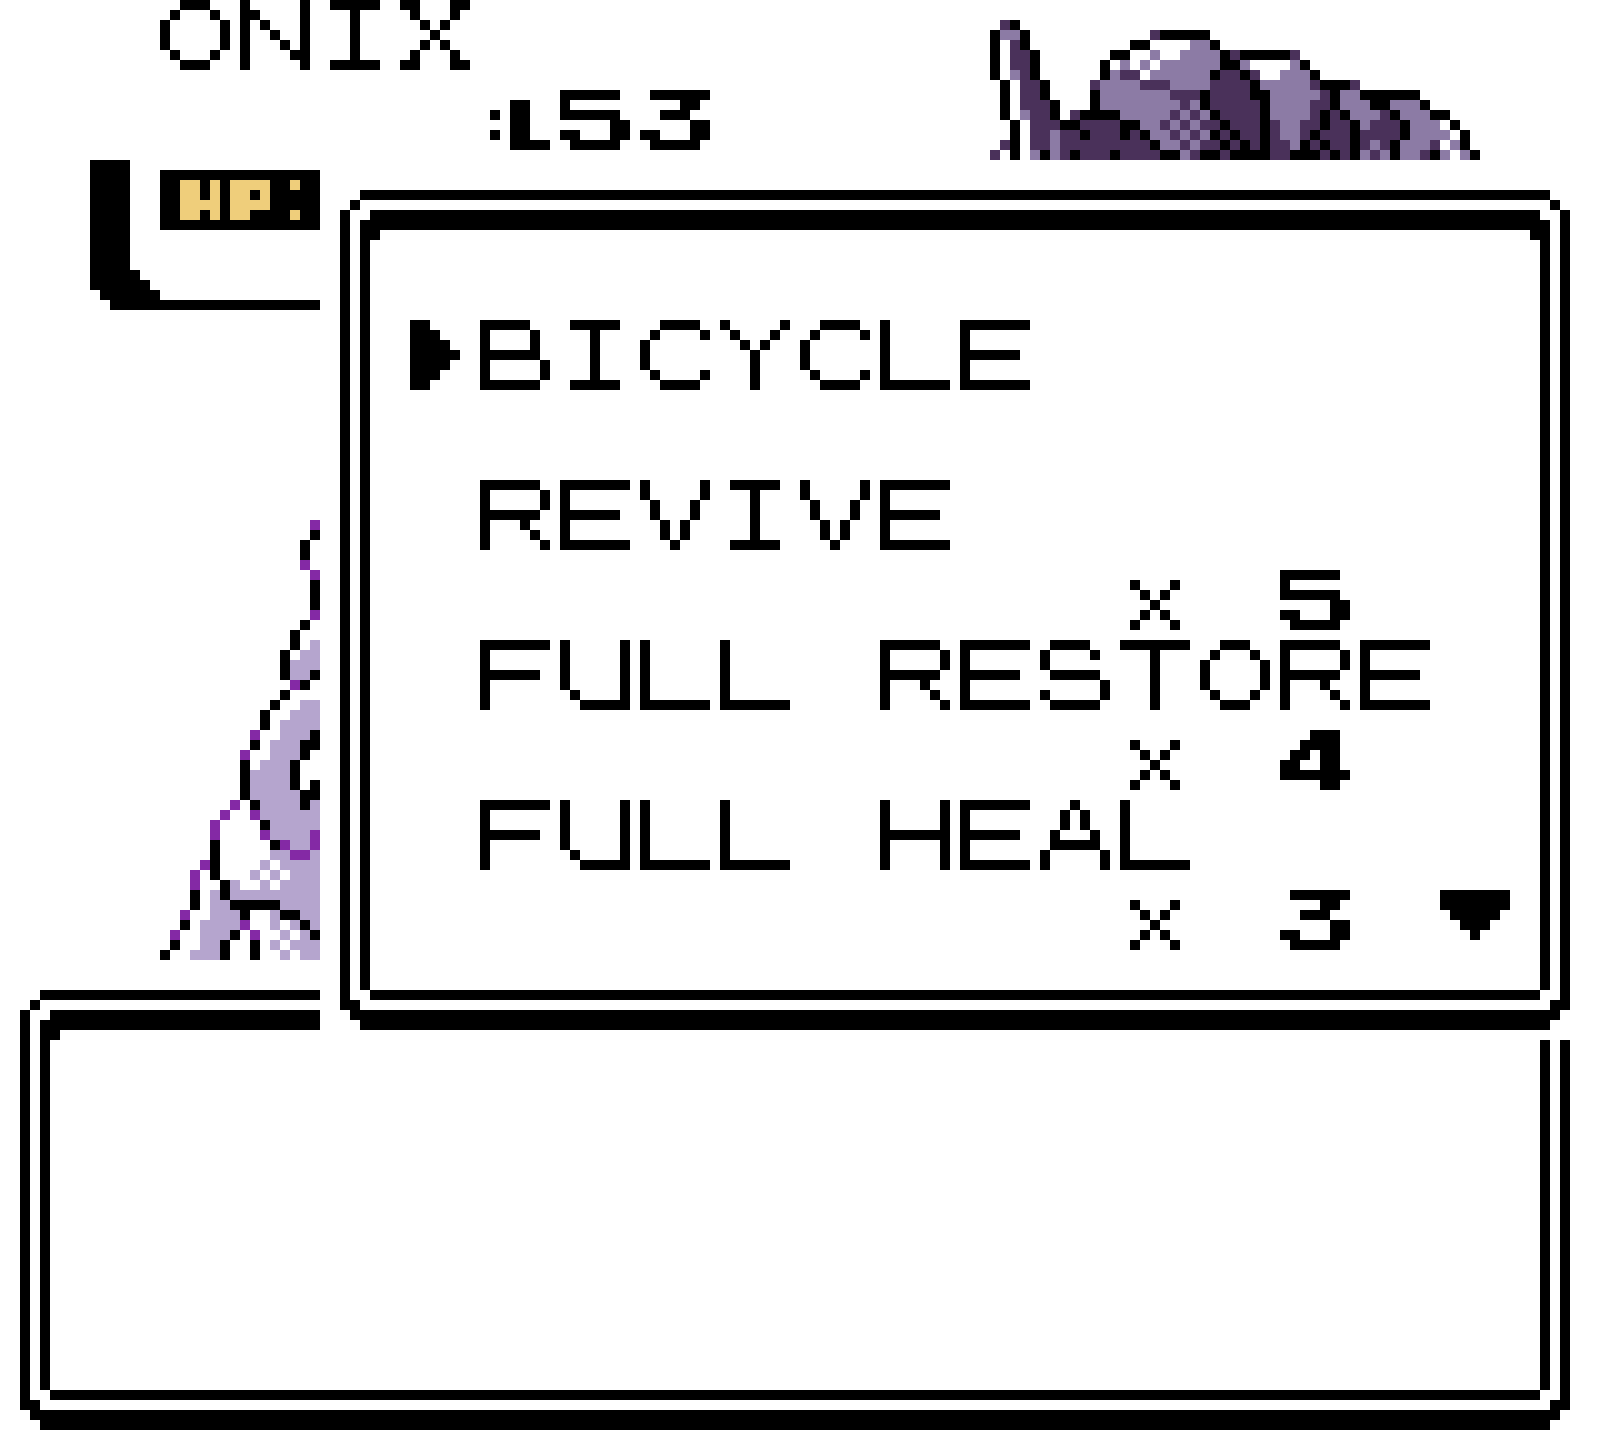 ONIX
:L53
HP:
▶BICYCLE
REVIVE
× 5
FULL RESTORE
× 4
FULL HEAL
× 3 ▼